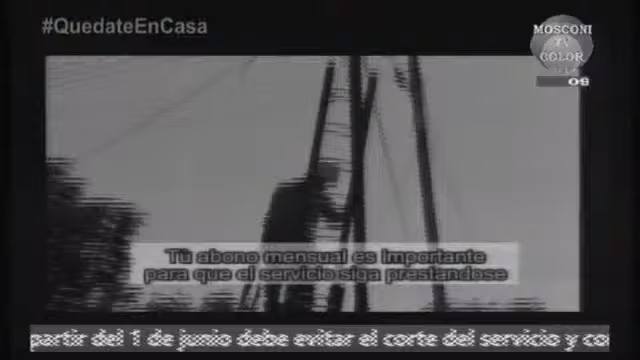 #QuedateEnCasa
MOSCONI
TV
COLOR
Tù abono mensual es importante
para que el servicio siga prestandose
partir del 1 de junio debe evitar el corte del servicio y co